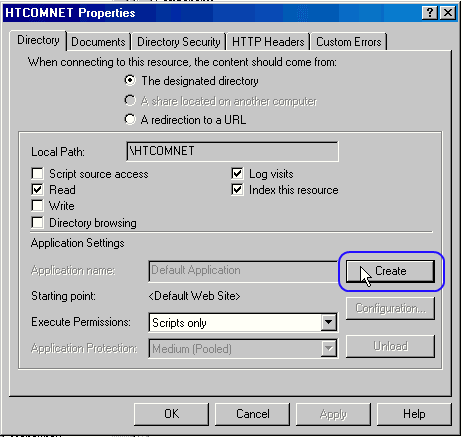 HTCOMNET Properties
Directory Documents Directory Security HTTP Headers Custom Errors
When connecting to this resource, the content should come from:
The designated directory
A share located on another computer
A redirection to a URL
Local Path: \HTCOMNET
Script source access Log visits
Read Index this resource
Write
Directory browsing
Application Settings
Application name: Default Application Create
Starting point: <Default Web Site> Configuration...
Execute Permissions: Scripts only
Application Protection: Medium (Pooled) Unload
OK Cancel Apply Help